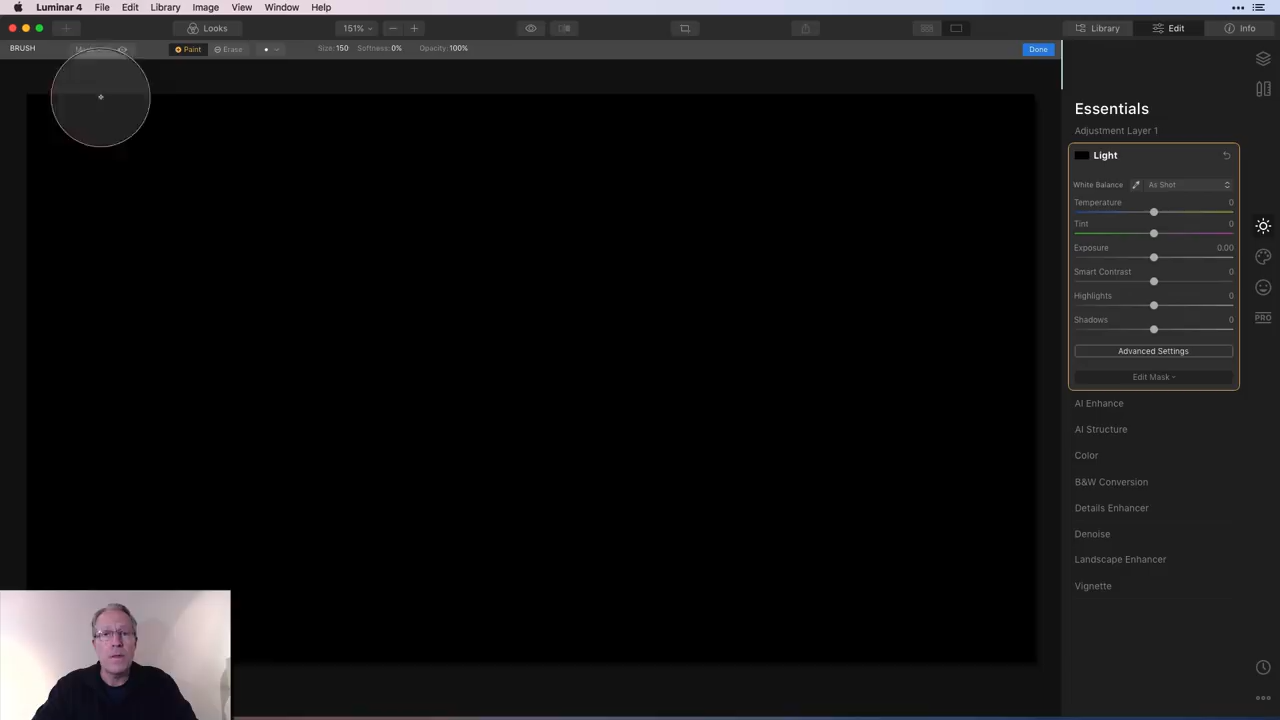 Luminar 4 File Edit Library Image View Window Help
Looks 151% Library Edit Info
BRUSH Mask Paint Erase Size: 150 Softness: 0% Opacity: 100% Done
Essentials
Adjustment Layer 1
Light
White Balance As Shot
Temperature 0
Tint 0
Exposure 0.00
Smart Contrast 0
Highlights 0
Shadows 0
Advanced Settings
Edit Mask
AI Enhance
AI Structure
Color
B&W Conversion
Details Enhancer
Denoise
Landscape Enhancer
Vignette
PRO